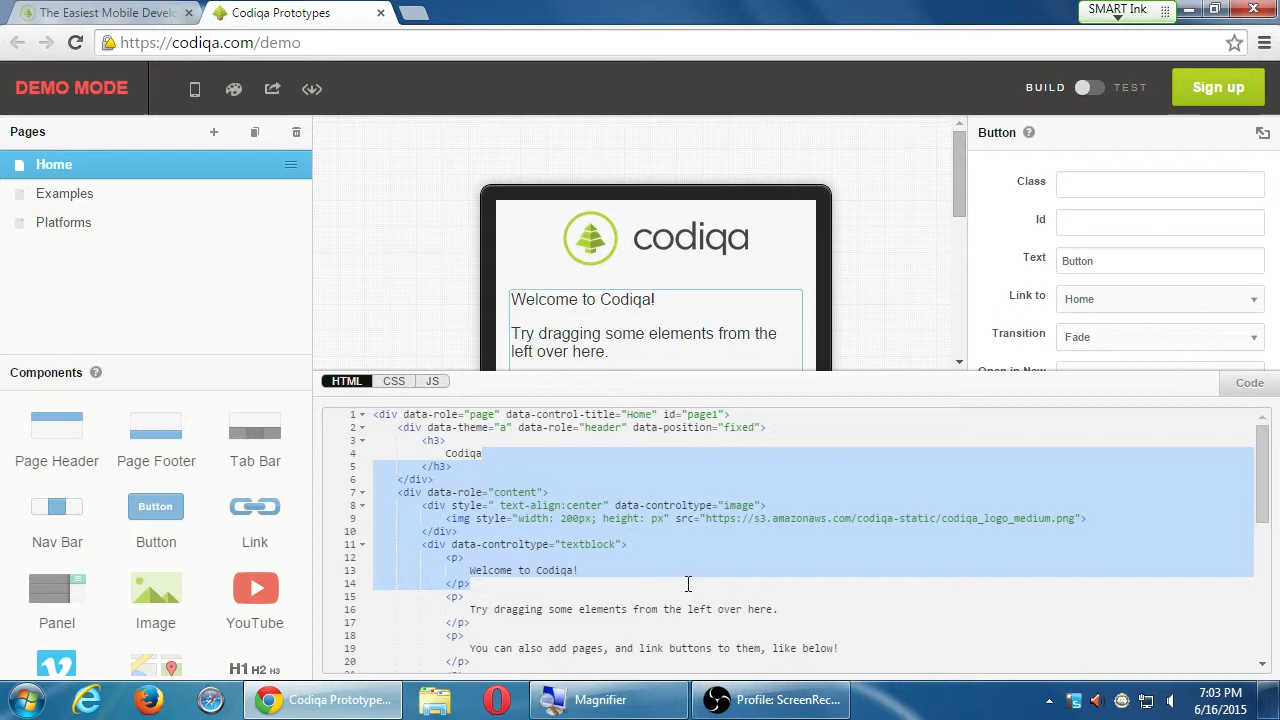 The Easiest Mobile Develo
Codiqa Prototypes
SMART Ink
https://codiqa.com/demo
DEMO MODE
BUILD
TEST
Sign up
Pages
Home
Examples
Platforms
Components
Page Header
Page Footer
Tab Bar
Button
Nav Bar
Button
Link
Panel
Image
YouTube
H1 H2 H3
codiqa
Welcome to Codiqa!
Try dragging some elements from the
left over here.
Button
Class
Id
Text Button
Link to Home
Transition Fade
Open in New
HTML CSS JS
Code
1 <div data-role="page" data-control-title="Home" id="page1">
2 <div data-theme="a" data-role="header" data-position="fixed">
3 <h3>
4 Codiqa
5 </h3>
6 </div>
7 <div data-role="content">
8 <div style=" text-align:center" data-controltype="image">
9 <img style="width: 200px; height: px" src="https://s3.amazonaws.com/codiqa-static/codiqa_logo_medium.png">
10 </div>
11 <div data-controltype="textblock">
12 <p>
13 Welcome to Codiqa!
14 </p>
15 <p>
16 Try dragging some elements from the left over here.
17 </p>
18 <p>
19 You can also add pages, and link buttons to them, like below!
20 </p>
Codiqa Prototype...
Magnifier
Profile: ScreenRec...
7:03 PM
6/16/2015